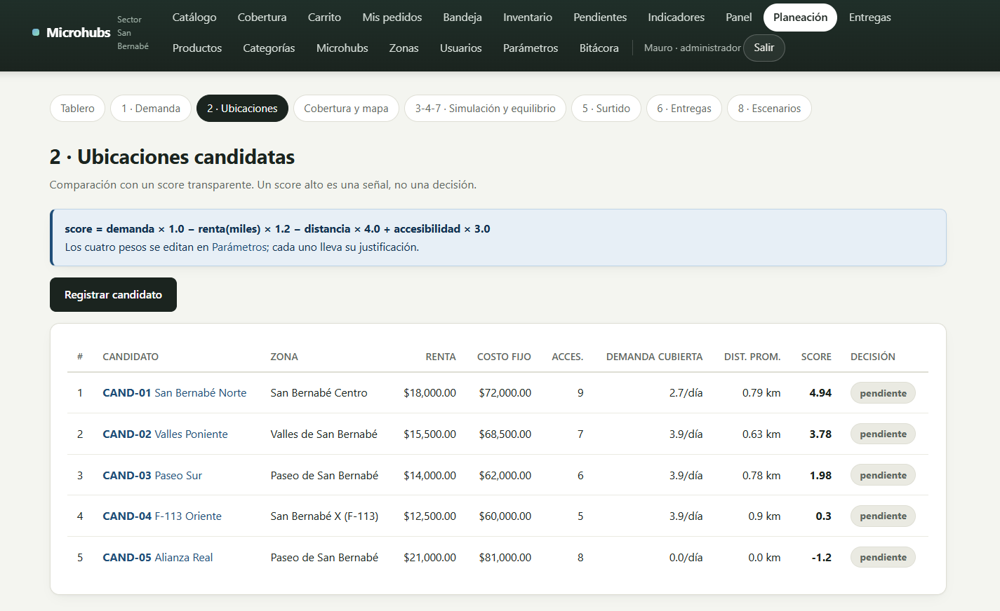 Microhubs
Sector San Bernabé
Catálogo Cobertura Carrito Mis pedidos Bandeja Inventario Pendientes Indicadores Panel Planeación Entregas
Productos Categorías Microhubs Zonas Usuarios Parámetros Bitácora Mauro · administrador Salir
Tablero 1 · Demanda 2 · Ubicaciones Cobertura y mapa 3-4-7 · Simulación y equilibrio 5 · Surtido 6 · Entregas 8 · Escenarios
2 · Ubicaciones candidatas
Comparación con un score transparente. Un score alto es una señal, no una decisión.
score = demanda × 1.0 − renta(miles) × 1.2 − distancia × 4.0 + accesibilidad × 3.0
Los cuatro pesos se editan en Parámetros; cada uno lleva su justificación.
Registrar candidato
# CANDIDATO ZONA RENTA COSTO FIJO ACCES. DEMANDA CUBIERTA DIST. PROM. SCORE DECISIÓN
1 CAND-01 San Bernabé Norte San Bernabé Centro $18,000.00 $72,000.00 9 2.7/día 0.79 km 4.94 pendiente
2 CAND-02 Valles Poniente Valles de San Bernabé $15,500.00 $68,500.00 7 3.9/día 0.63 km 3.78 pendiente
3 CAND-03 Paseo Sur Paseo de San Bernabé $14,000.00 $62,000.00 6 3.9/día 0.78 km 1.98 pendiente
4 CAND-04 F-113 Oriente San Bernabé X (F-113) $12,500.00 $60,000.00 5 3.9/día 0.9 km 0.3 pendiente
5 CAND-05 Alianza Real Paseo de San Bernabé $21,000.00 $81,000.00 8 0.0/día 0.0 km -1.2 pendiente